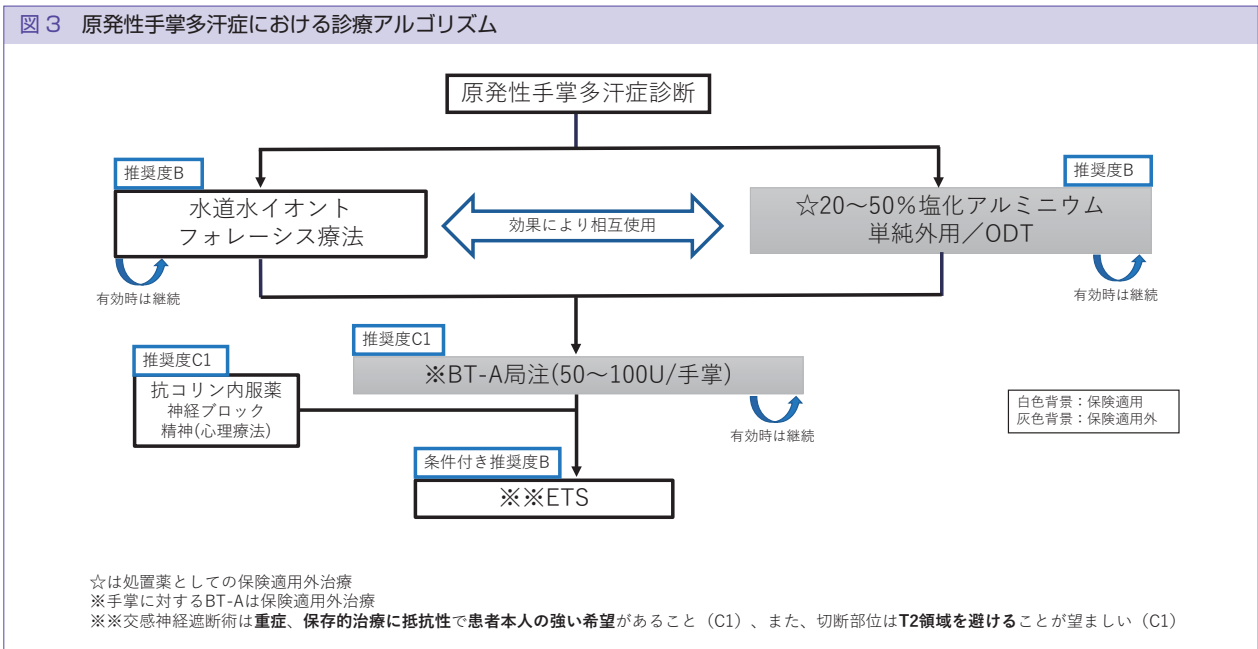 図3 原発性手掌多汗症における診療アルゴリズム
原発性手掌多汗症診断
推奨度B
水道水イオント
フォレーシス療法
有効時は継続
効果により相互使用
推奨度B
☆20～50%塩化アルミニウム
単純外用／ODT
有効時は継続
推奨度C1
※BT-A局注(50～100U/手掌)
有効時は継続
推奨度C1
抗コリン内服薬
神経ブロック
精神(心理療法)
白色背景：保険適用
灰色背景：保険適用外
条件付き推奨度B
※※ETS
☆は処置薬としての保険適用外治療
※手掌に対するBT-Aは保険適用外治療
※※交感神経遮断術は重症、保存的治療に抵抗性で患者本人の強い希望があること（C1）、また、切断部位はT2領域を避けることが望ましい（C1）